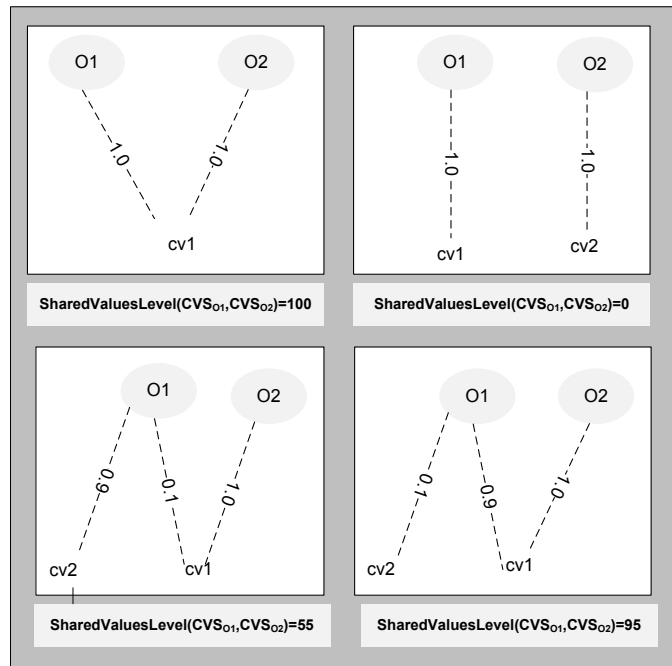 O1
O2
1.0
1.0
cv1
SharedValuesLevel(CVSO1,CVSO2)=100
O1
O2
1.0
1.0
cv1
cv2
SharedValuesLevel(CVSO1,CVSO2)=0
O1
O2
0.9
0.1
1.0
cv2
cv1
SharedValuesLevel(CVSO1,CVSO2)=55
O1
O2
0.1
0.9
1.0
cv2
cv1
SharedValuesLevel(CVSO1,CVSO2)=95